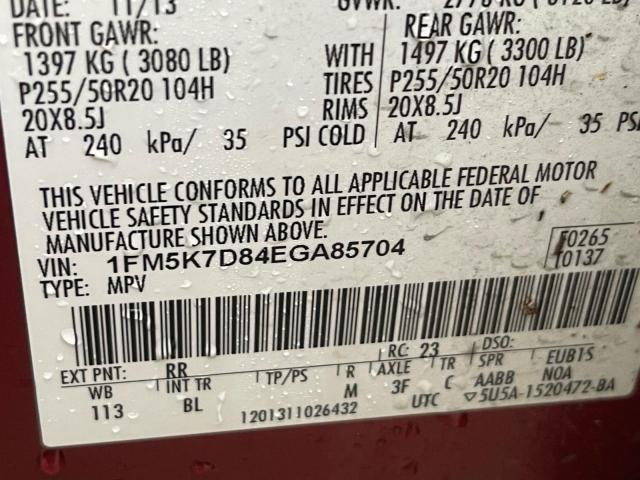 DATE: 11/13 GVWR:
FRONT GAWR: REAR GAWR:
1397 KG ( 3080 LB) WITH 1497 KG ( 3300 LB)
P255/50R20 104H TIRES P255/50R20 104H
20X8.5J RIMS 20X8.5J
AT 240 kPa/ 35 PSI COLD AT 240 kPa/ 35 PSI
THIS VEHICLE CONFORMS TO ALL APPLICABLE FEDERAL MOTOR
VEHICLE SAFETY STANDARDS IN EFFECT ON THE DATE OF
MANUFACTURE SHOWN ABOVE.
VIN: 1FM5K7D84EGA85704 F0265
TYPE: MPV T0137
EXT PNT: RR RC: 23 DSO:
WB INT TR TP/PS R AXLE TR SPR EUB15
113 BL M 3F C AABB NOA
1201311026432 UTC ▽5U5A-1520472-BA